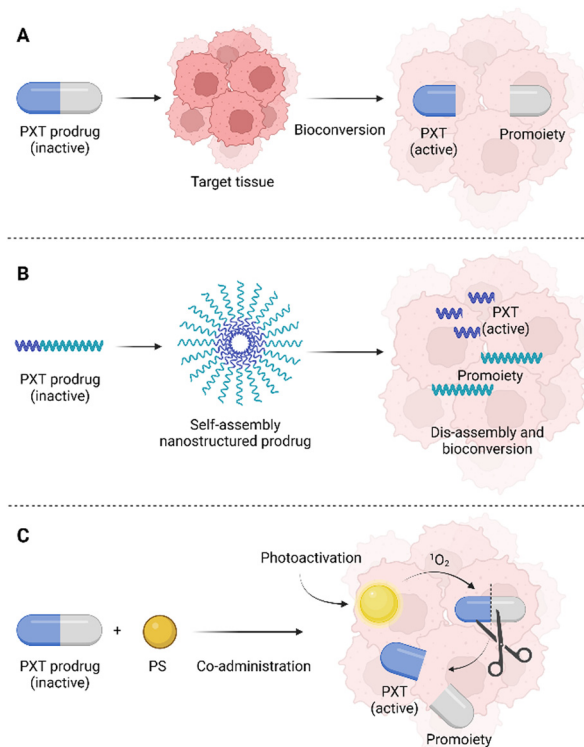 A
PXT prodrug
(inactive)
Target tissue
Bioconversion
PXT
(active)
Promoiety
B
PXT prodrug
(inactive)
Self-assembly
nanostructured prodrug
PXT
(active)
Promoiety
Dis-assembly and
bioconversion
C
Photoactivation
¹O₂
PXT prodrug
(inactive)
+
PS
Co-administration
PXT
(active)
Promoiety